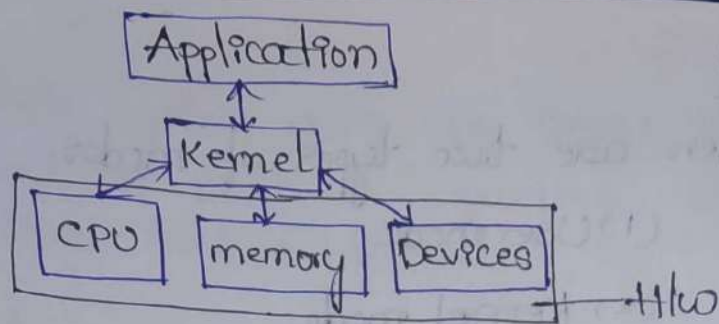 Application
Kernel
CPU
memory
Devices
H/W